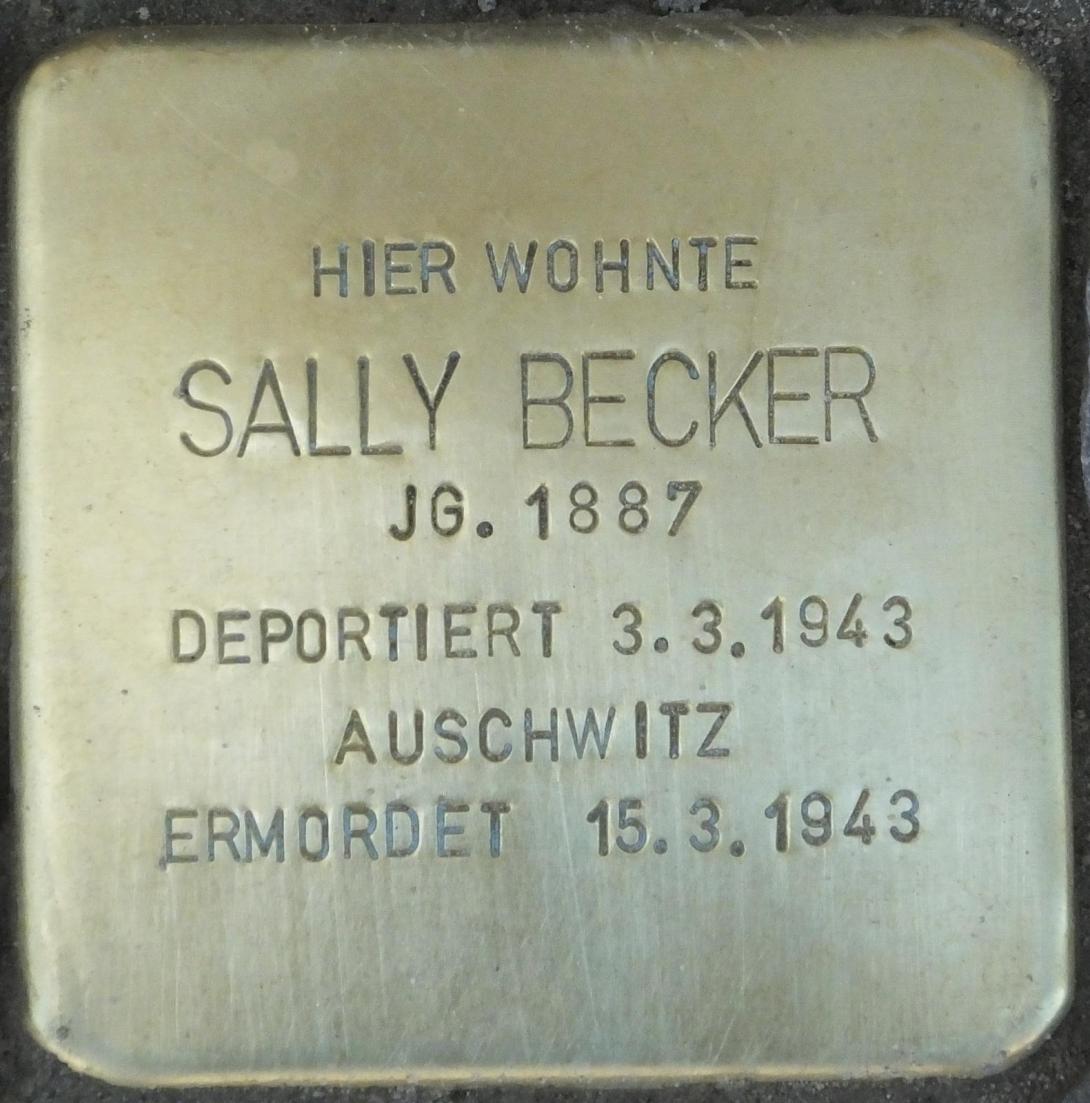 HIER WOHNTE
SALLY BECKER
JG. 1887
DEPORTIERT 3.3.1943
AUSCHWITZ
ERMORDET 15.3.1943